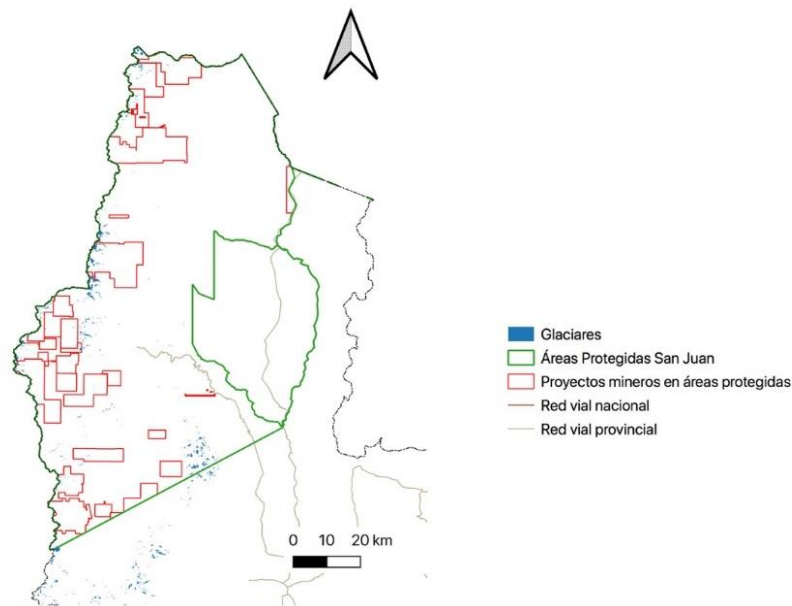 Glaciares
Áreas Protegidas San Juan
Proyectos mineros en áreas protegidas
Red vial nacional
Red vial provincial
0 10 20 km